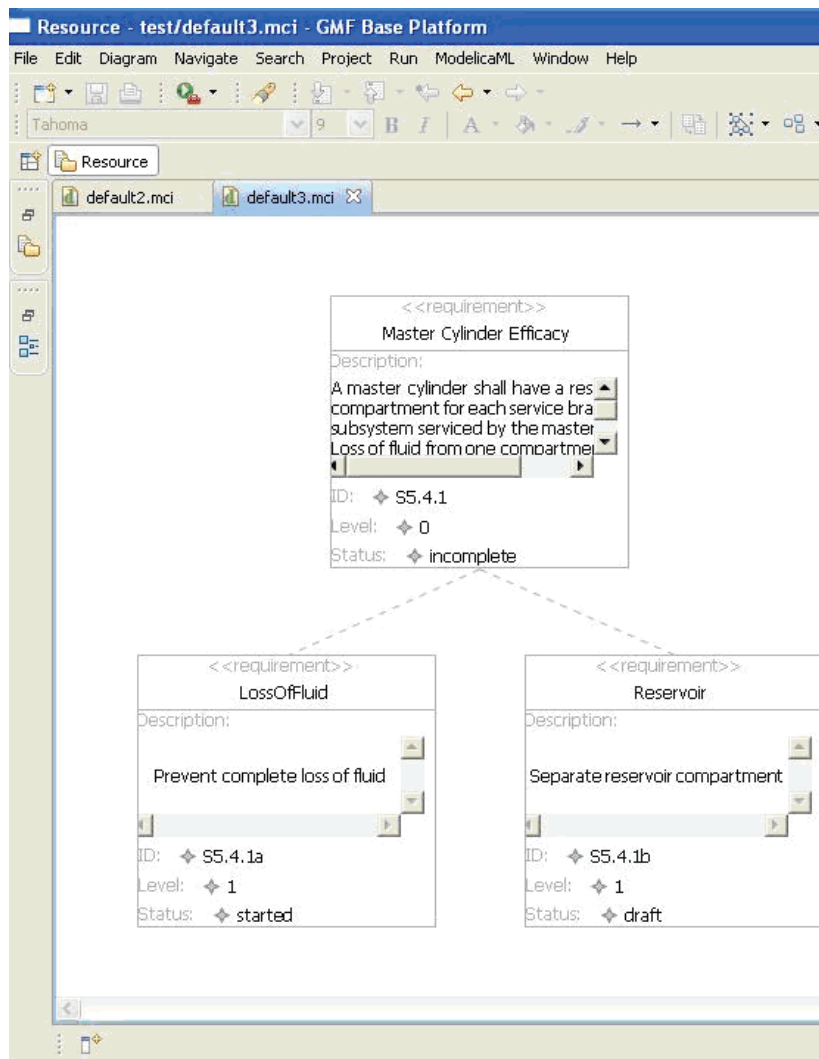 Resource - test/default3.mci - GMF Base Platform
File Edit Diagram Navigate Search Project Run ModelicaML Window Help
Tahoma 9 B I A
Resource
default2.mci default3.mci
<<requirement>>
Master Cylinder Efficacy
Description:
A master cylinder shall have a res
compartment for each service bra
subsystem serviced by the master
Loss of fluid from one compartme
ID: S5.4.1
Level: 0
Status: incomplete
<<requirement>>
LossOfFluid
Description:
Prevent complete loss of fluid
ID: S5.4.1a
Level: 1
Status: started
<<requirement>>
Reservoir
Description:
Separate reservoir compartment
ID: S5.4.1b
Level: 1
Status: draft